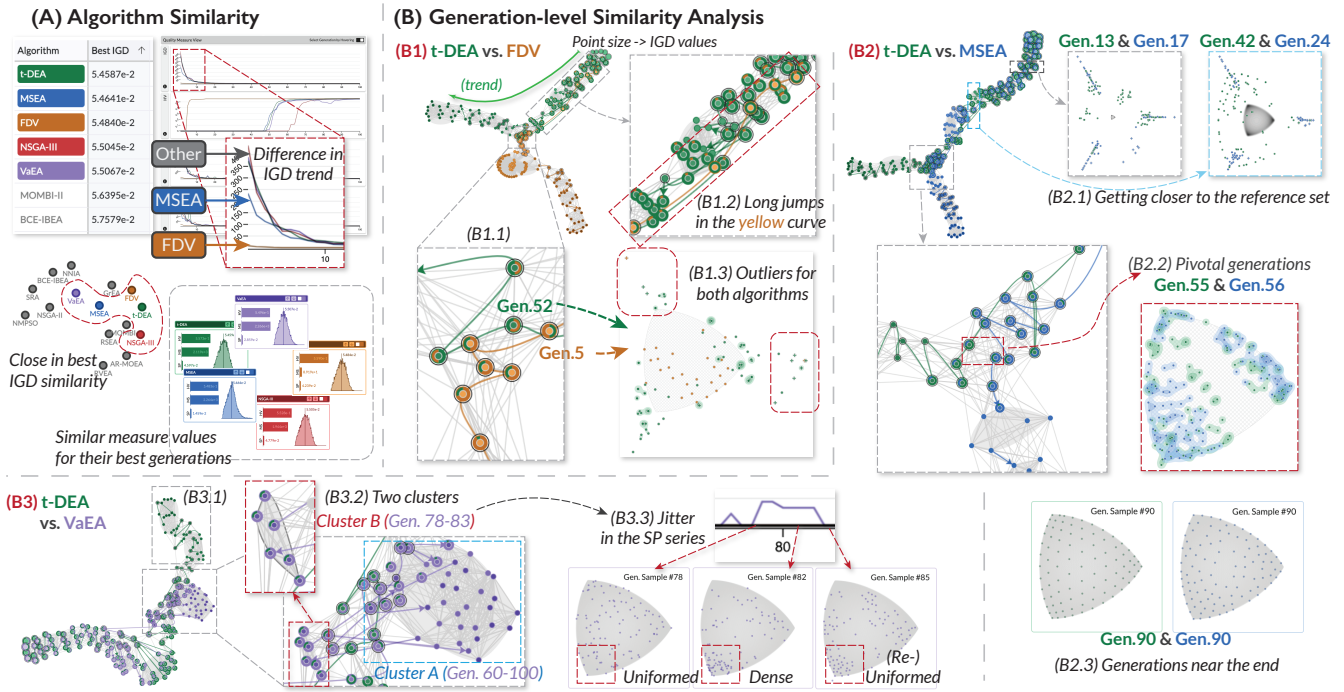 (A) Algorithm Similarity
Algorithm Best IGD ↑
t-DEA 5.4587e-2
MSEA 5.4641e-2
FDV 5.4840e-2
NSGA-III 5.5045e-2
VaEA 5.5067e-2
MOMBI-II 5.6395e-2
BCE-IBEA 5.7579e-2
Quality Measure View
Other
MSEA
FDV
Difference in
IGD trend
10
NNIA
BCE-IBEA
SRA
GrEA
VaEA
FDV
NSGA-II
MSEA
t-DEA
NMPSO
RSEA
NSGA-III
AR-MOEA
Close in best
IGD similarity
VaEA
t-DEA
MSEA
NSGA-III
Similar measure values
for their best generations
(B) Generation-level Similarity Analysis
(B1) t-DEA vs. FDV
Point size -> IGD values
(trend)
(B1.2) Long jumps
in the yellow curve
(B1.1)
Gen.52
Gen.5
(B1.3) Outliers for
both algorithms
(B2) t-DEA vs. MSEA
Gen.13 & Gen.17
Gen.42 & Gen.24
(B2.1) Getting closer to the reference set
(B2.2) Pivotal generations
Gen.55 & Gen.56
(B3) t-DEA
vs. VaEA
(B3.1)
(B3.2) Two clusters
Cluster B (Gen. 78-83)
Cluster A (Gen. 60-100)
(B3.3) Jitter
in the SP series
80
Gen. Sample #78
Gen. Sample #82
Gen. Sample #85
Uniformed
Dense
(Re-)
Uniformed
Gen. Sample #90
Gen. Sample #90
Gen.90 & Gen.90
(B2.3) Generations near the end